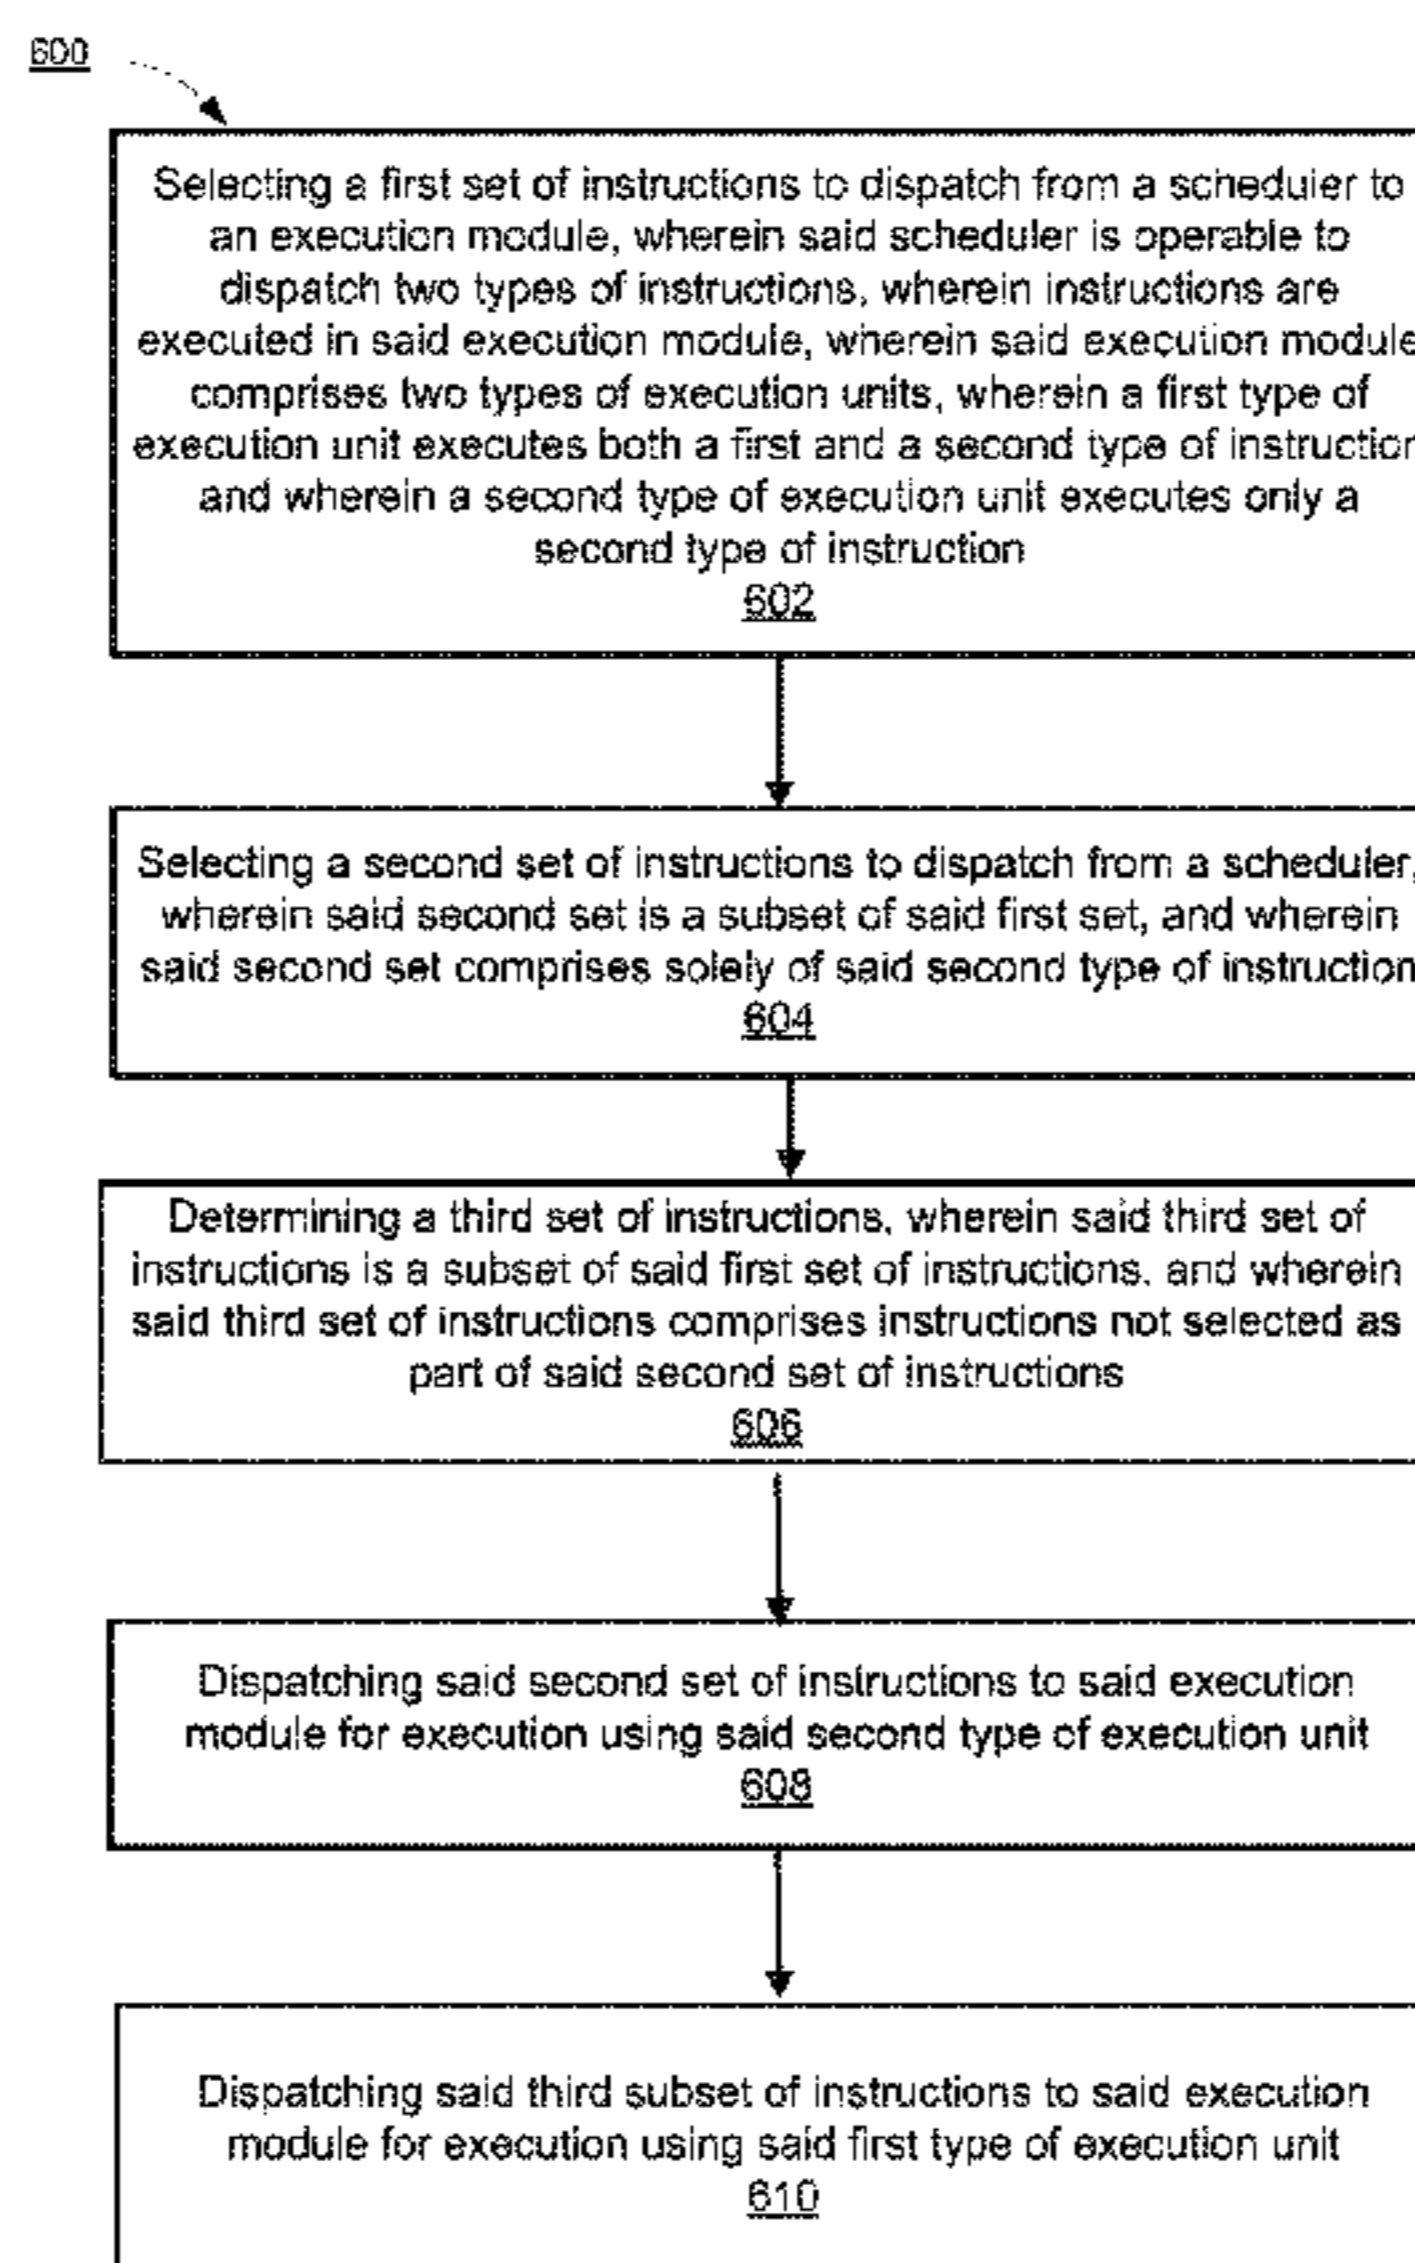 600
Selecting a first set of instructions to dispatch from a scheduler to
an execution module, wherein said scheduler is operable to
dispatch two types of instructions, wherein instructions are
executed in said execution module, wherein said execution module
comprises two types of execution units, wherein a first type of
execution unit executes both a first and a second type of instruction
and wherein a second type of execution unit executes only a
second type of instruction
602
Selecting a second set of instructions to dispatch from a scheduler,
wherein said second set is a subset of said first set, and wherein
said second set comprises solely of said second type of instruction
604
Determining a third set of instructions, wherein said third set of
instructions is a subset of said first set of instructions, and wherein
said third set of instructions comprises instructions not selected as
part of said second set of instructions
606
Dispatching said second set of instructions to said execution
module for execution using said second type of execution unit
608
Dispatching said third subset of instructions to said execution
module for execution using said first type of execution unit
610